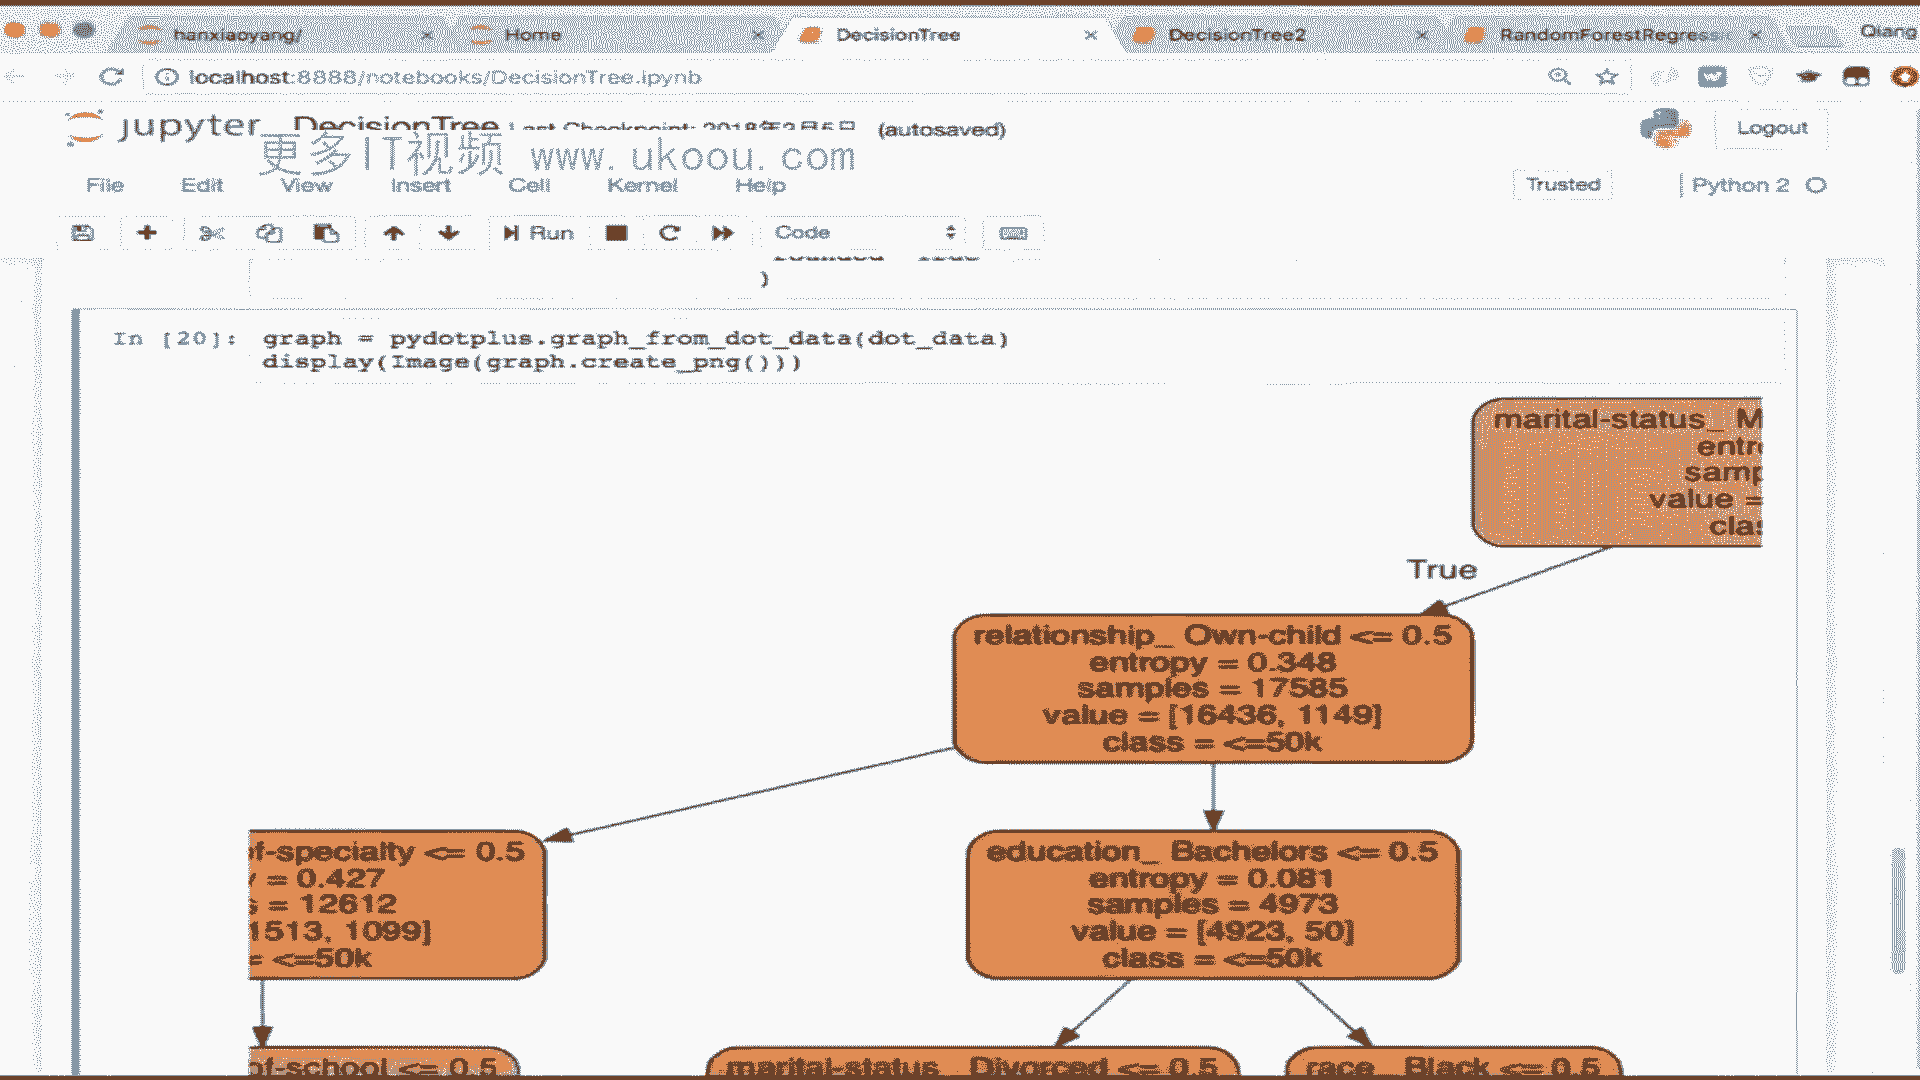 hanxiaoyang/
Home
DecisionTree
DecisionTree2
RandomForestRegressi
Qiang
localhost:8888/notebooks/DecisionTree.ipynb
jupyter DecisionTree Last Checkpoint: 2018年3月5日 (autosaved)
Logout
更多IT视频 www.ukoou.com
File Edit View Insert Cell Kernel Help
Trusted
Python 2
Run
Code
)
In [20]: graph = pydotplus.graph_from_dot_data(dot_data)
display(Image(graph.create_png()))
marital-status_ M
entr
samp
value =
clas
True
relationship_ Own-child <= 0.5
entropy = 0.348
samples = 17585
value = [16436, 1149]
class = <=50k
f-specialty <= 0.5
y = 0.427
s = 12612
1513, 1099]
= <=50k
education_ Bachelors <= 0.5
entropy = 0.081
samples = 4973
value = [4923, 50]
class = <=50k
of-school <= 0.5
marital-status_ Divorced <= 0.5
race_ Black <= 0.5